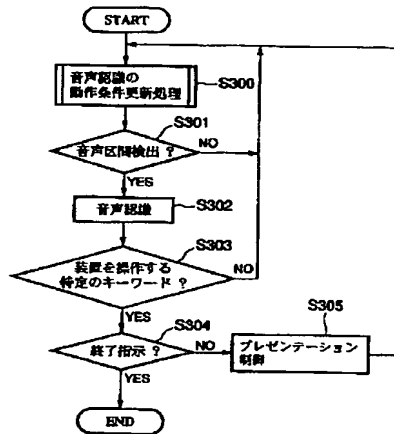 START
音声認識の
動作条件更新処理
S300
S301
音声区間検出 ?
NO
YES
音声認識
S302
S303
装置を操作する
特定のキーワード ?
NO
YES
S304
終了指示 ?
NO
S305
プレゼンテーション
制御
YES
END